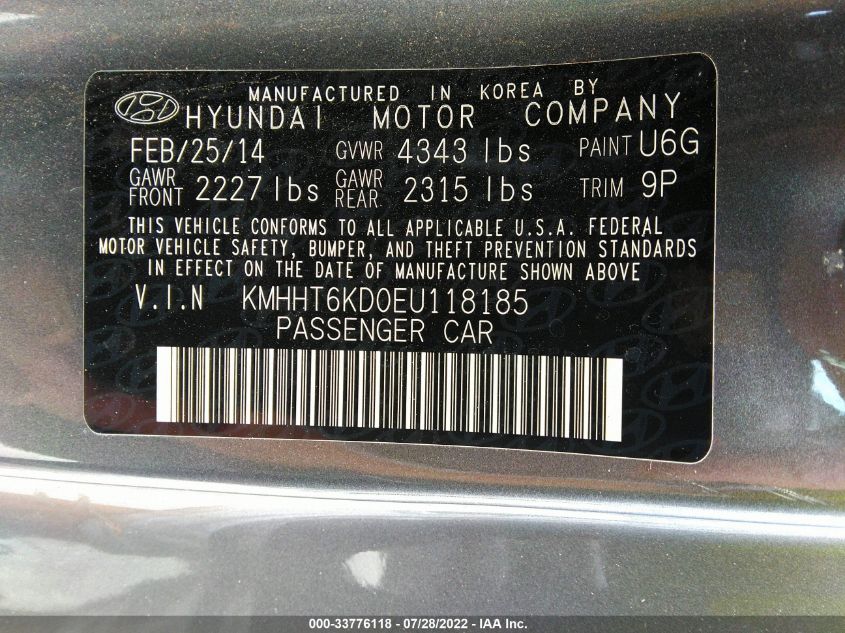 MANUFACTURED IN KOREA BY
HYUNDAI MOTOR COMPANY
FEB/25/14 GVWR 4343 lbs PAINT U6G
GAWR FRONT 2227 lbs GAWR REAR. 2315 lbs TRIM 9P
THIS VEHICLE CONFORMS TO ALL APPLICABLE U.S.A. FEDERAL
MOTOR VEHICLE SAFETY, BUMPER, AND THEFT PREVENTION STANDARDS
IN EFFECT ON THE DATE OF MANUFACTURE SHOWN ABOVE
V.I.N KMHHT6KD0EU118185
PASSENGER CAR
000-33776118 - 07/28/2022 - IAA Inc.